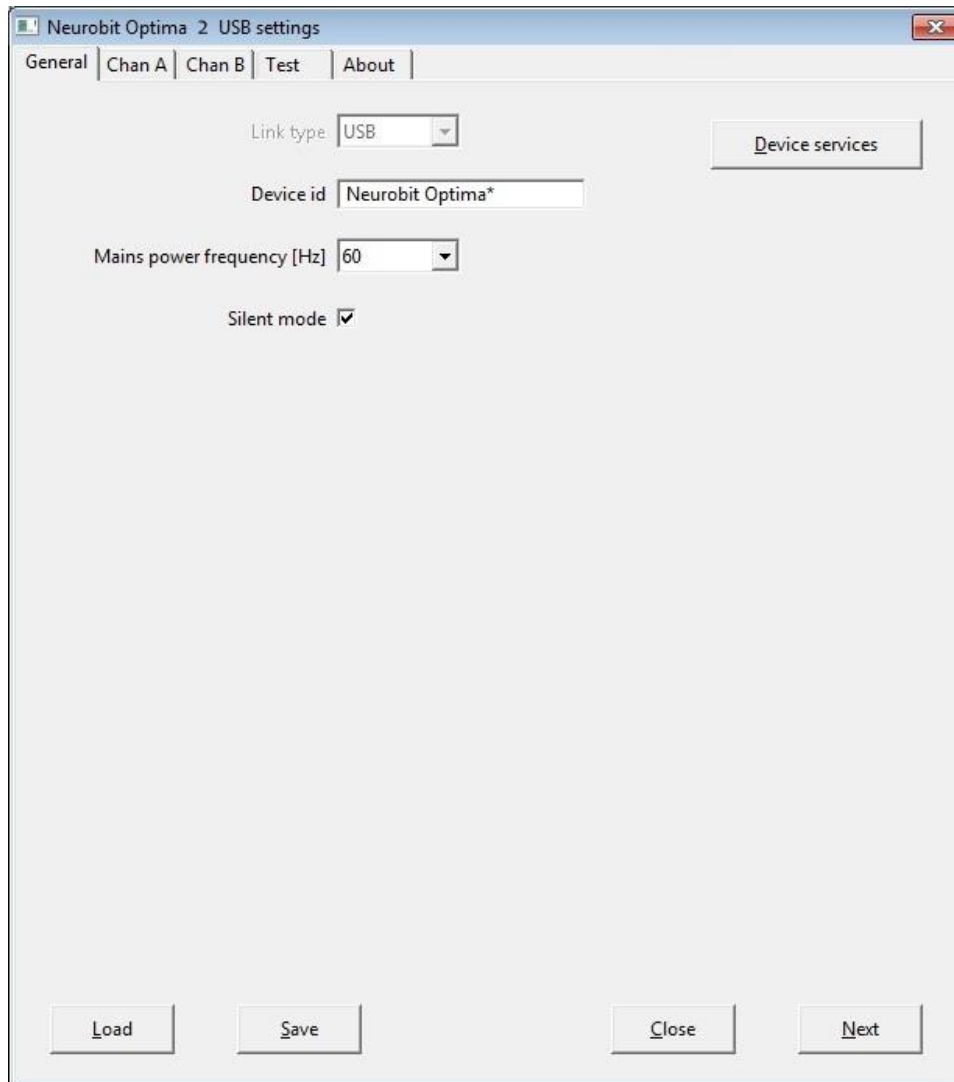 Neurobit Optima 2 USB settings
General Chan A Chan B Test About
Link type USB
Device services
Device id Neurobit Optima*
Mains power frequency [Hz] 60
Silent mode
Load Save Close Next